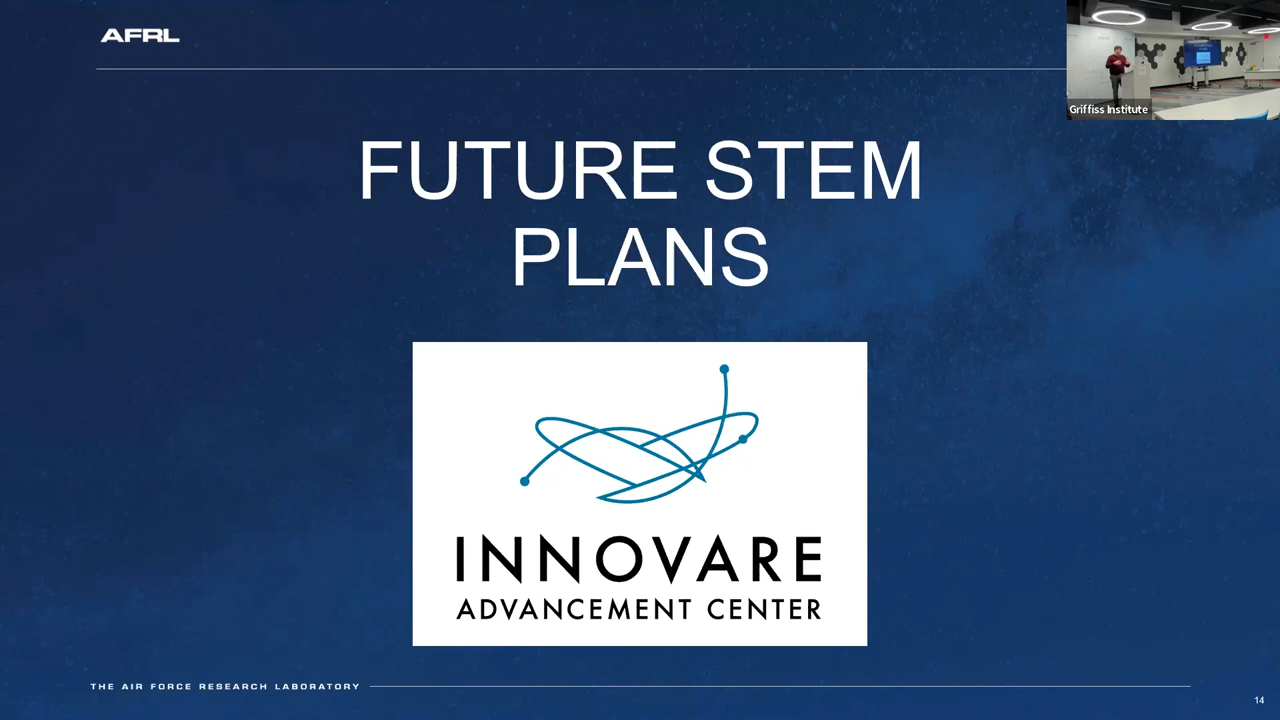 AFRL
Griffiss Institute
FUTURE STEM
PLANS
INNOVARE
ADVANCEMENT CENTER
THE AIR FORCE RESEARCH LABORATORY
14